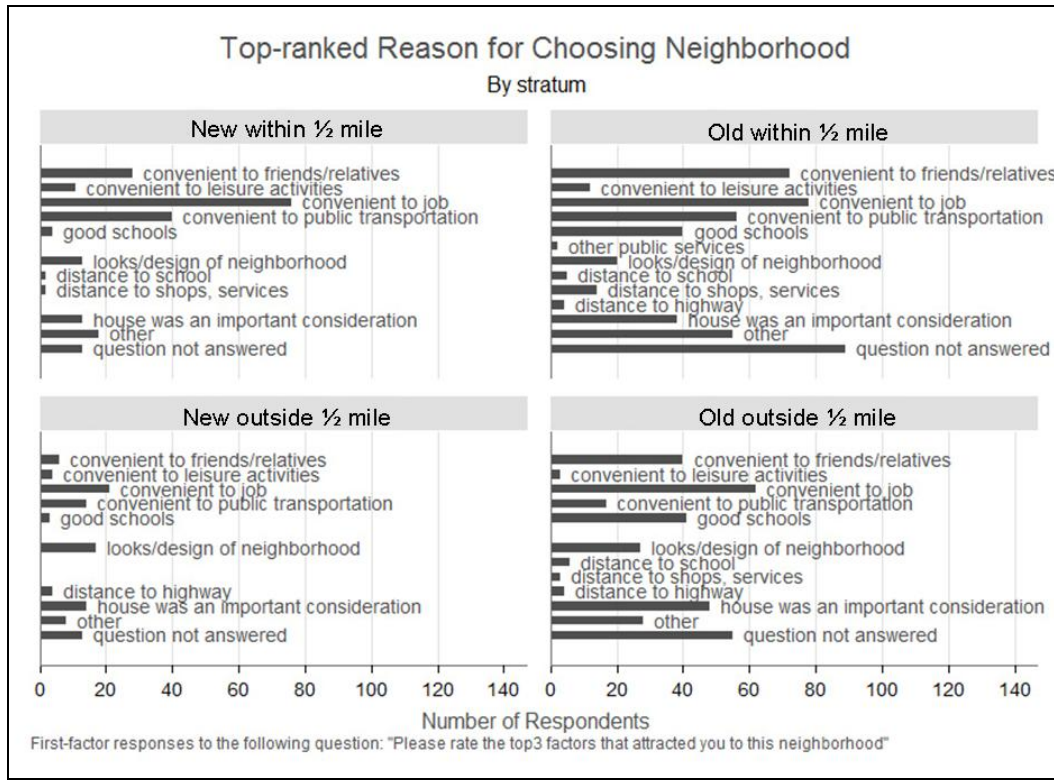 Top-ranked Reason for Choosing Neighborhood
By stratum
New within ½ mile
convenient to friends/relatives
convenient to leisure activities
convenient to job
convenient to public transportation
good schools
looks/design of neighborhood
distance to school
distance to shops, services
house was an important consideration
other
question not answered
Old within ½ mile
convenient to friends/relatives
convenient to leisure activities
convenient to job
convenient to public transportation
good schools
other public services
looks/design of neighborhood
distance to school
distance to shops, services
distance to highway
house was an important consideration
other
question not answered
New outside ½ mile
convenient to friends/relatives
convenient to leisure activities
convenient to job
convenient to public transportation
good schools
looks/design of neighborhood
distance to highway
house was an important consideration
other
question not answered
0 20 40 60 80 100 120 140
Old outside ½ mile
convenient to friends/relatives
convenient to leisure activities
convenient to job
convenient to public transportation
good schools
looks/design of neighborhood
distance to school
distance to shops, services
distance to highway
house was an important consideration
other
question not answered
0 20 40 60 80 100 120 140
Number of Respondents
First-factor responses to the following question: "Please rate the top3 factors that attracted you to this neighborhood"